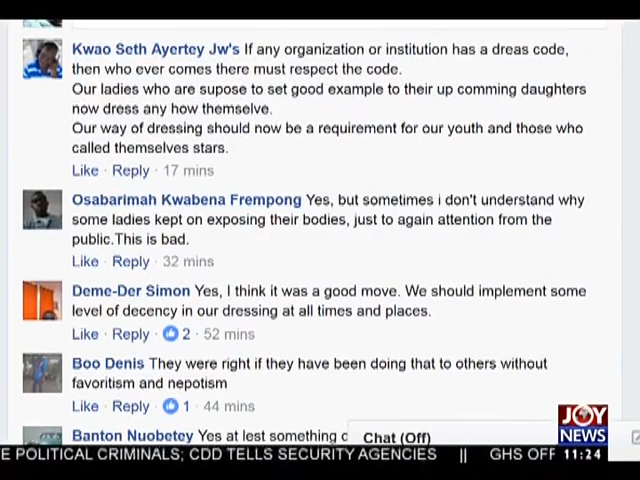 Kwao Seth Ayertey Jw's If any organization or institution has a dreas code,
then who ever comes there must respect the code.
Our ladies who are supose to set good example to their up comming daughters
now dress any how themselve.
Our way of dressing should now be a requirement for our youth and those who
called themselves stars.
Like · Reply · 17 mins
Osabarimah Kwabena Frempong Yes, but sometimes i don't understand why
some ladies kept on exposing their bodies, just to again attention from the
public.This is bad.
Like · Reply · 32 mins
Deme-Der Simon Yes, I think it was a good move. We should implement some
level of decency in our dressing at all times and places.
Like · Reply · 2 · 52 mins
Boo Denis They were right if they have been doing that to others without
favoritism and nepotism
Like · Reply · 1 · 44 mins
Banton Nuobetey Yes at lest something
Chat (Off)
JOY
NEWS
E POLITICAL CRIMINALS; CDD TELLS SECURITY AGENCIES || GHS OFF
11:24